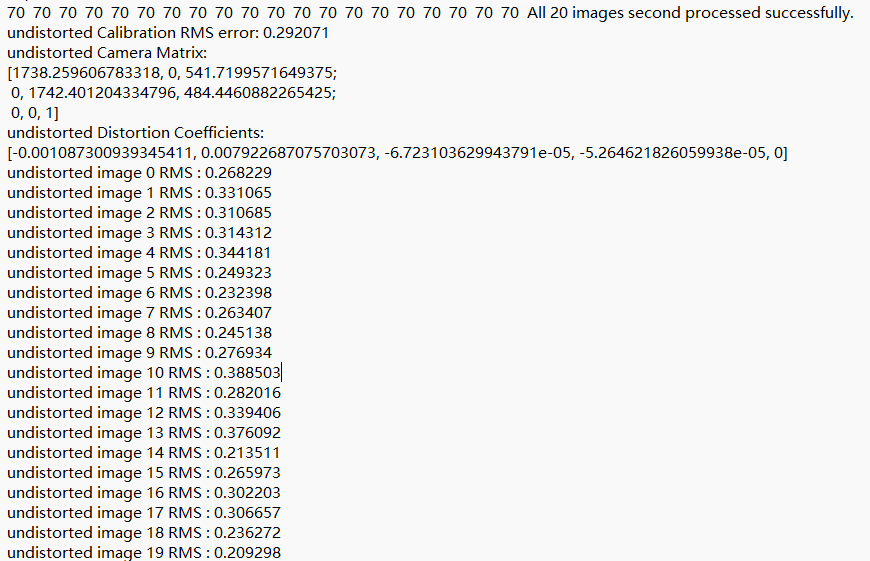 70 70 70 70 70 70 70 70 70 70 70 70 70 70 70 70 70 70 70 70 All 20 images second processed successfully.
undistorted Calibration RMS error: 0.292071
undistorted Camera Matrix:
[1738.259606783318, 0, 541.7199571649375;
0, 1742.401204334796, 484.4460882265425;
0, 0, 1]
undistorted Distortion Coefficients:
[-0.001087300939345411, 0.007922687075703073, -6.723103629943791e-05, -5.264621826059938e-05, 0]
undistorted image 0 RMS : 0.268229
undistorted image 1 RMS : 0.331065
undistorted image 2 RMS : 0.310685
undistorted image 3 RMS : 0.314312
undistorted image 4 RMS : 0.344181
undistorted image 5 RMS : 0.249323
undistorted image 6 RMS : 0.232398
undistorted image 7 RMS : 0.263407
undistorted image 8 RMS : 0.245138
undistorted image 9 RMS : 0.276934
undistorted image 10 RMS : 0.388503
undistorted image 11 RMS : 0.282016
undistorted image 12 RMS : 0.339406
undistorted image 13 RMS : 0.376092
undistorted image 14 RMS : 0.213511
undistorted image 15 RMS : 0.265973
undistorted image 16 RMS : 0.302203
undistorted image 17 RMS : 0.306657
undistorted image 18 RMS : 0.236272
undistorted image 19 RMS : 0.209298